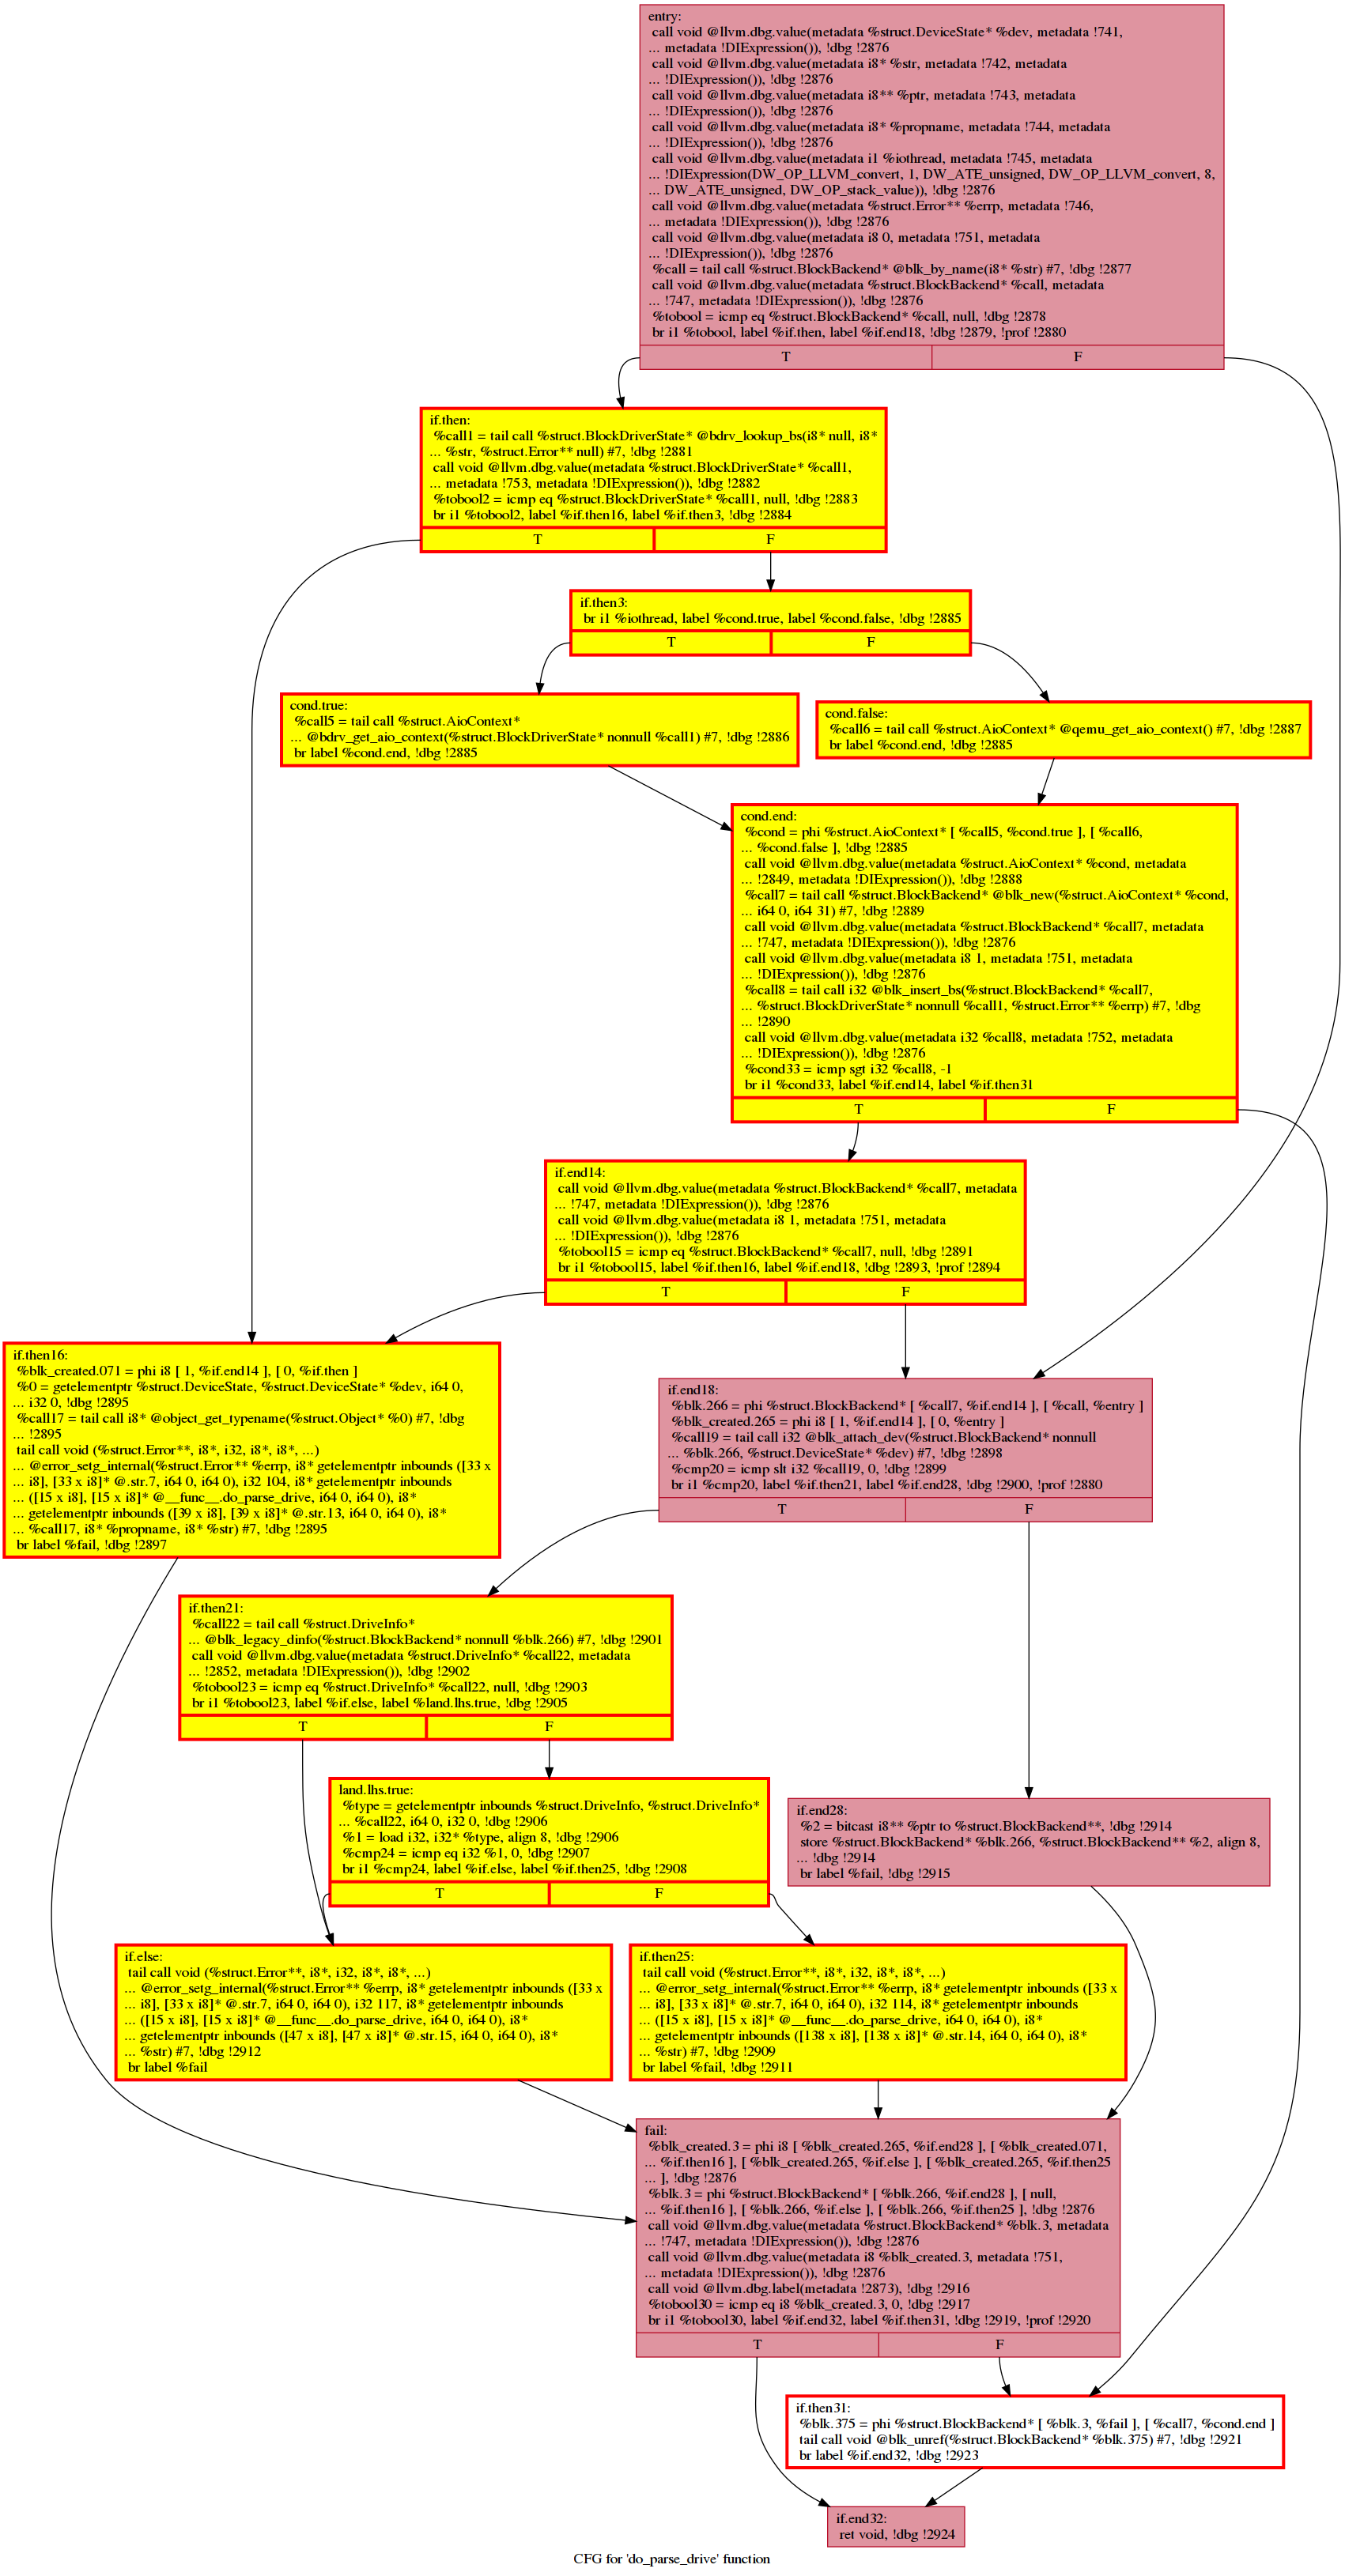 entry:
call void @llvm.dbg.value(metadata %struct.DeviceState* %dev, metadata !741,
... metadata !DIExpression()), !dbg !2876
call void @llvm.dbg.value(metadata i8* %str, metadata !742, metadata
... !DIExpression()), !dbg !2876
call void @llvm.dbg.value(metadata i8** %ptr, metadata !743, metadata
... !DIExpression()), !dbg !2876
call void @llvm.dbg.value(metadata i8* %propname, metadata !744, metadata
... !DIExpression()), !dbg !2876
call void @llvm.dbg.value(metadata i1 %iothread, metadata !745, metadata
... !DIExpression(DW_OP_LLVM_convert, 1, DW_ATE_unsigned, DW_OP_LLVM_convert, 8,
... DW_ATE_unsigned, DW_OP_stack_value)), !dbg !2876
call void @llvm.dbg.value(metadata %struct.Error** %errp, metadata !746,
... metadata !DIExpression()), !dbg !2876
call void @llvm.dbg.value(metadata i8 0, metadata !751, metadata
... !DIExpression()), !dbg !2876
%call = tail call %struct.BlockBackend* @blk_by_name(i8* %str) #7, !dbg !2877
call void @llvm.dbg.value(metadata %struct.BlockBackend* %call, metadata
... !747, metadata !DIExpression()), !dbg !2876
%tobool = icmp eq %struct.BlockBackend* %call, null, !dbg !2878
br i1 %tobool, label %if.then, label %if.end18, !dbg !2879, !prof !2880
T F
if.then:
%call1 = tail call %struct.BlockDriverState* @bdrv_lookup_bs(i8* null, i8*
... %str, %struct.Error** null) #7, !dbg !2881
call void @llvm.dbg.value(metadata %struct.BlockDriverState* %call1,
... metadata !753, metadata !DIExpression()), !dbg !2882
%tobool2 = icmp eq %struct.BlockDriverState* %call1, null, !dbg !2883
br i1 %tobool2, label %if.then16, label %if.then3, !dbg !2884
T F
if.then3:
br i1 %iothread, label %cond.true, label %cond.false, !dbg !2885
T F
cond.true:
%call5 = tail call %struct.AioContext*
... @bdrv_get_aio_context(%struct.BlockDriverState* nonnull %call1) #7, !dbg !2886
br label %cond.end, !dbg !2885
cond.false:
%call6 = tail call %struct.AioContext* @qemu_get_aio_context() #7, !dbg !2887
br label %cond.end, !dbg !2885
cond.end:
%cond = phi %struct.AioContext* [ %call5, %cond.true ], [ %call6,
... %cond.false ], !dbg !2885
call void @llvm.dbg.value(metadata %struct.AioContext* %cond, metadata
... !2849, metadata !DIExpression()), !dbg !2888
%call7 = tail call %struct.BlockBackend* @blk_new(%struct.AioContext* %cond,
... i64 0, i64 31) #7, !dbg !2889
call void @llvm.dbg.value(metadata %struct.BlockBackend* %call7, metadata
... !747, metadata !DIExpression()), !dbg !2876
call void @llvm.dbg.value(metadata i8 1, metadata !751, metadata
... !DIExpression()), !dbg !2876
%call8 = tail call i32 @blk_insert_bs(%struct.BlockBackend* %call7,
... %struct.BlockDriverState* nonnull %call1, %struct.Error** %errp) #7, !dbg
... !2890
call void @llvm.dbg.value(metadata i32 %call8, metadata !752, metadata
... !DIExpression()), !dbg !2876
%cond33 = icmp sgt i32 %call8, -1
br i1 %cond33, label %if.end14, label %if.then31
T F
if.end14:
call void @llvm.dbg.value(metadata %struct.BlockBackend* %call7, metadata
... !747, metadata !DIExpression()), !dbg !2876
call void @llvm.dbg.value(metadata i8 1, metadata !751, metadata
... !DIExpression()), !dbg !2876
%tobool15 = icmp eq %struct.BlockBackend* %call7, null, !dbg !2891
br i1 %tobool15, label %if.then16, label %if.end18, !dbg !2893, !prof !2894
T F
if.then16:
%blk_created.071 = phi i8 [ 1, %if.end14 ], [ 0, %if.then ]
%0 = getelementptr %struct.DeviceState, %struct.DeviceState* %dev, i64 0,
... i32 0, !dbg !2895
%call17 = tail call i8* @object_get_typename(%struct.Object* %0) #7, !dbg
... !2895
tail call void (%struct.Error**, i8*, i32, i8*, i8*, ...)
... @error_setg_internal(%struct.Error** %errp, i8* getelementptr inbounds ([33 x
... i8], [33 x i8]* @.str.7, i64 0, i64 0), i32 104, i8* getelementptr inbounds
... ([15 x i8], [15 x i8]* @__func__.do_parse_drive, i64 0, i64 0), i8*
... getelementptr inbounds ([39 x i8], [39 x i8]* @.str.13, i64 0, i64 0), i8*
... %call17, i8* %propname, i8* %str) #7, !dbg !2895
br label %fail, !dbg !2897
if.end18:
%blk.266 = phi %struct.BlockBackend* [ %call7, %if.end14 ], [ %call, %entry ]
%blk_created.265 = phi i8 [ 1, %if.end14 ], [ 0, %entry ]
%call19 = tail call i32 @blk_attach_dev(%struct.BlockBackend* nonnull
... %blk.266, %struct.DeviceState* %dev) #7, !dbg !2898
%cmp20 = icmp slt i32 %call19, 0, !dbg !2899
br i1 %cmp20, label %if.then21, label %if.end28, !dbg !2900, !prof !2880
T F
if.then21:
%call22 = tail call %struct.DriveInfo*
... @blk_legacy_dinfo(%struct.BlockBackend* nonnull %blk.266) #7, !dbg !2901
call void @llvm.dbg.value(metadata %struct.DriveInfo* %call22, metadata
... !2852, metadata !DIExpression()), !dbg !2902
%tobool23 = icmp eq %struct.DriveInfo* %call22, null, !dbg !2903
br i1 %tobool23, label %if.else, label %land.lhs.true, !dbg !2905
T F
land.lhs.true:
%type = getelementptr inbounds %struct.DriveInfo, %struct.DriveInfo*
... %call22, i64 0, i32 0, !dbg !2906
%1 = load i32, i32* %type, align 8, !dbg !2906
%cmp24 = icmp eq i32 %1, 0, !dbg !2907
br i1 %cmp24, label %if.else, label %if.then25, !dbg !2908
T F
if.end28:
%2 = bitcast i8** %ptr to %struct.BlockBackend**, !dbg !2914
store %struct.BlockBackend* %blk.266, %struct.BlockBackend** %2, align 8,
... !dbg !2914
br label %fail, !dbg !2915
if.else:
tail call void (%struct.Error**, i8*, i32, i8*, i8*, ...)
... @error_setg_internal(%struct.Error** %errp, i8* getelementptr inbounds ([33 x
... i8], [33 x i8]* @.str.7, i64 0, i64 0), i32 117, i8* getelementptr inbounds
... ([15 x i8], [15 x i8]* @__func__.do_parse_drive, i64 0, i64 0), i8*
... getelementptr inbounds ([47 x i8], [47 x i8]* @.str.15, i64 0, i64 0), i8*
... %str) #7, !dbg !2912
br label %fail
if.then25:
tail call void (%struct.Error**, i8*, i32, i8*, i8*, ...)
... @error_setg_internal(%struct.Error** %errp, i8* getelementptr inbounds ([33 x
... i8], [33 x i8]* @.str.7, i64 0, i64 0), i32 114, i8* getelementptr inbounds
... ([15 x i8], [15 x i8]* @__func__.do_parse_drive, i64 0, i64 0), i8*
... getelementptr inbounds ([138 x i8], [138 x i8]* @.str.14, i64 0, i64 0), i8*
... %str) #7, !dbg !2909
br label %fail, !dbg !2911
fail:
%blk_created.3 = phi i8 [ %blk_created.265, %if.end28 ], [ %blk_created.071,
... %if.then16 ], [ %blk_created.265, %if.else ], [ %blk_created.265, %if.then25
... ], !dbg !2876
%blk.3 = phi %struct.BlockBackend* [ %blk.266, %if.end28 ], [ null,
... %if.then16 ], [ %blk.266, %if.else ], [ %blk.266, %if.then25 ], !dbg !2876
call void @llvm.dbg.value(metadata %struct.BlockBackend* %blk.3, metadata
... !747, metadata !DIExpression()), !dbg !2876
call void @llvm.dbg.value(metadata i8 %blk_created.3, metadata !751,
... metadata !DIExpression()), !dbg !2876
call void @llvm.dbg.label(metadata !2873), !dbg !2916
%tobool30 = icmp eq i8 %blk_created.3, 0, !dbg !2917
br i1 %tobool30, label %if.end32, label %if.then31, !dbg !2919, !prof !2920
T F
if.then31:
%blk.375 = phi %struct.BlockBackend* [ %blk.3, %fail ], [ %call7, %cond.end ]
tail call void @blk_unref(%struct.BlockBackend* %blk.375) #7, !dbg !2921
br label %if.end32, !dbg !2923
if.end32:
ret void, !dbg !2924
CFG for 'do_parse_drive' function